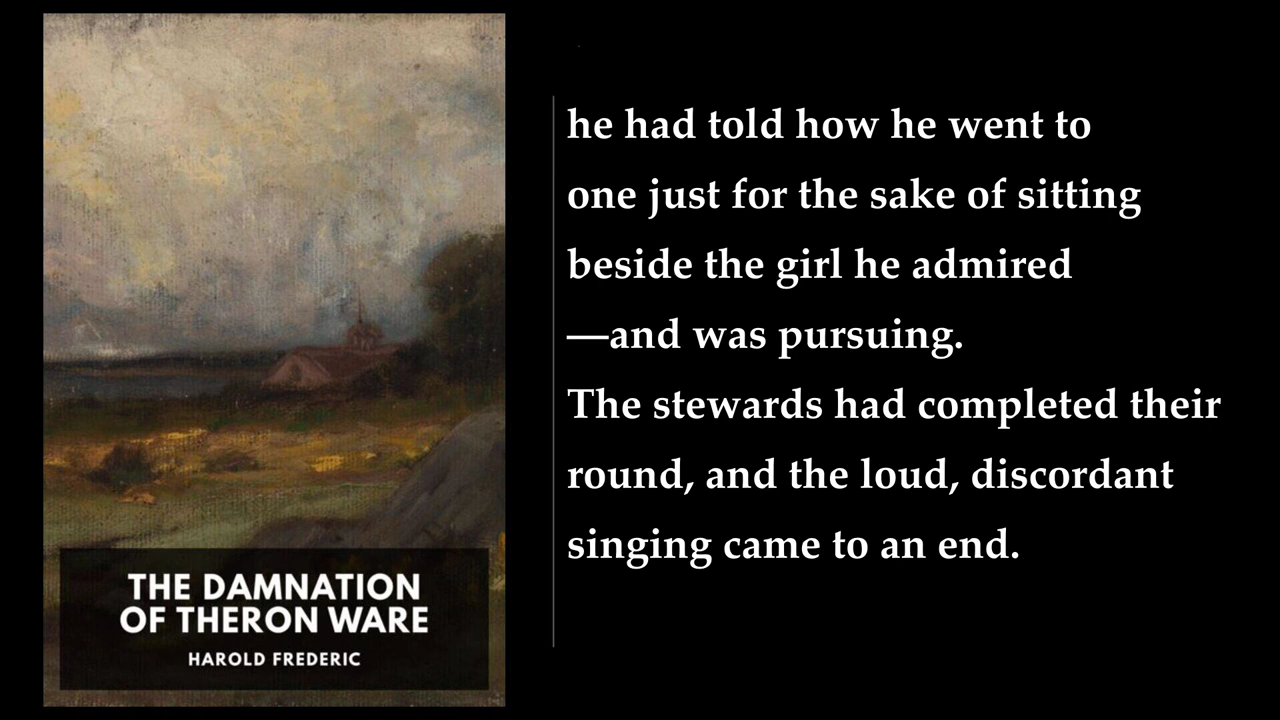 THE DAMNATION
OF THERON WARE
HAROLD FREDERIC
he had told how he went to
one just for the sake of sitting
beside the girl he admired
—and was pursuing.
The stewards had completed their
round, and the loud, discordant
singing came to an end.